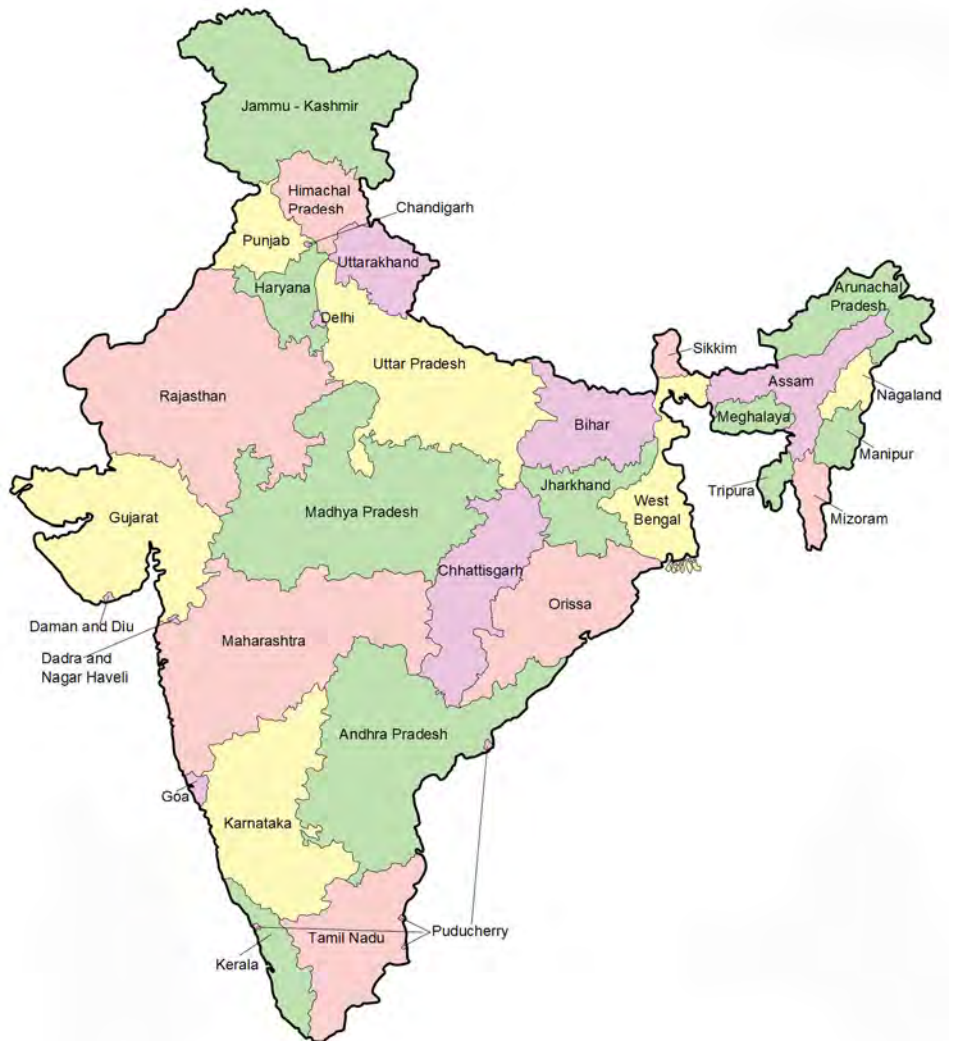 Jammu - Kashmir
Himachal
Pradesh
Chandigarh
Punjab
Uttarakhand
Haryana
Delhi
Arunachal
Pradesh
Sikkim
Uttar Pradesh
Assam
Rajasthan
Nagaland
Meghalaya
Bihar
Manipur
Jharkhand
Tripura
West
Bengal
Gujarat
Madhya Pradesh
Mizoram
Chhattisgarh
Orissa
Daman and Diu
Maharashtra
Dadra and
Nagar Haveli
Andhra Pradesh
Goa
Karnataka
Puducherry
Tamil Nadu
Kerala